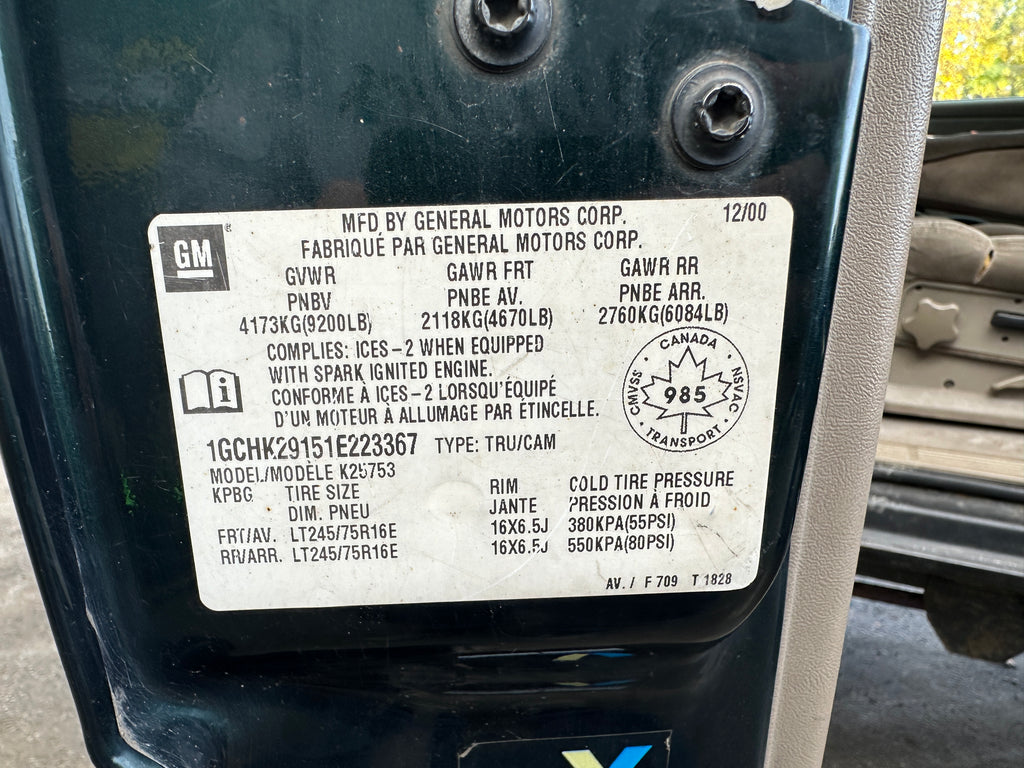 GM
MFD BY GENERAL MOTORS CORP. 12/00
FABRIQUÉ PAR GENERAL MOTORS CORP.
GVWR GAWR FRT GAWR RR
PNBV PNBE AV. PNBE ARR.
4173KG(9200LB) 2118KG(4670LB) 2760KG(6084LB)
COMPLIES: ICES-2 WHEN EQUIPPED
WITH SPARK IGNITED ENGINE.
CONFORME À ICES-2 LORSQU'ÉQUIPÉ
D'UN MOTEUR À ALLUMAGE PAR ÉTINCELLE.
CANADA
CMVSS 985 NSVAC
TRANSPORT
1GCHK29151E223367 TYPE: TRU/CAM
MODEL/MODÈLE K25753
KPBG TIRE SIZE RIM COLD TIRE PRESSURE
DIM. PNEU JANTE PRESSION À FROID
FRT/AV. LT245/75R16E 16X6.5J 380KPA(55PSI)
RR/ARR. LT245/75R16E 16X6.5J 550KPA(80PSI)
AV./ F709 T1828